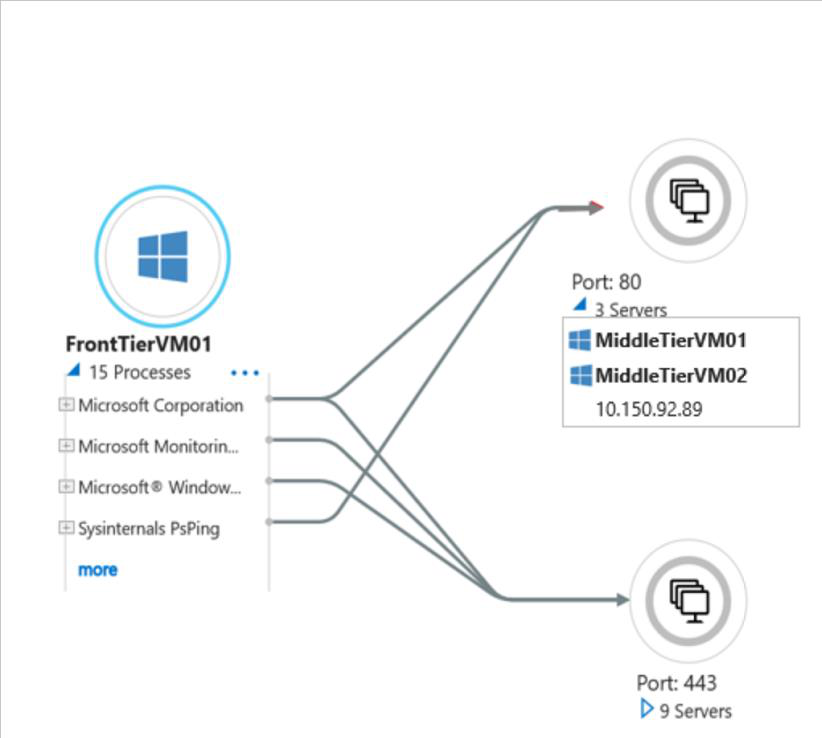 FrontTierVM01
15 Processes
...
Microsoft Corporation
Microsoft Monitorin...
Microsoft® Window...
Sysinternals PsPing
more
Port: 80
3 Servers
MiddleTierVM01
MiddleTierVM02
10.150.92.89
Port: 443
9 Servers